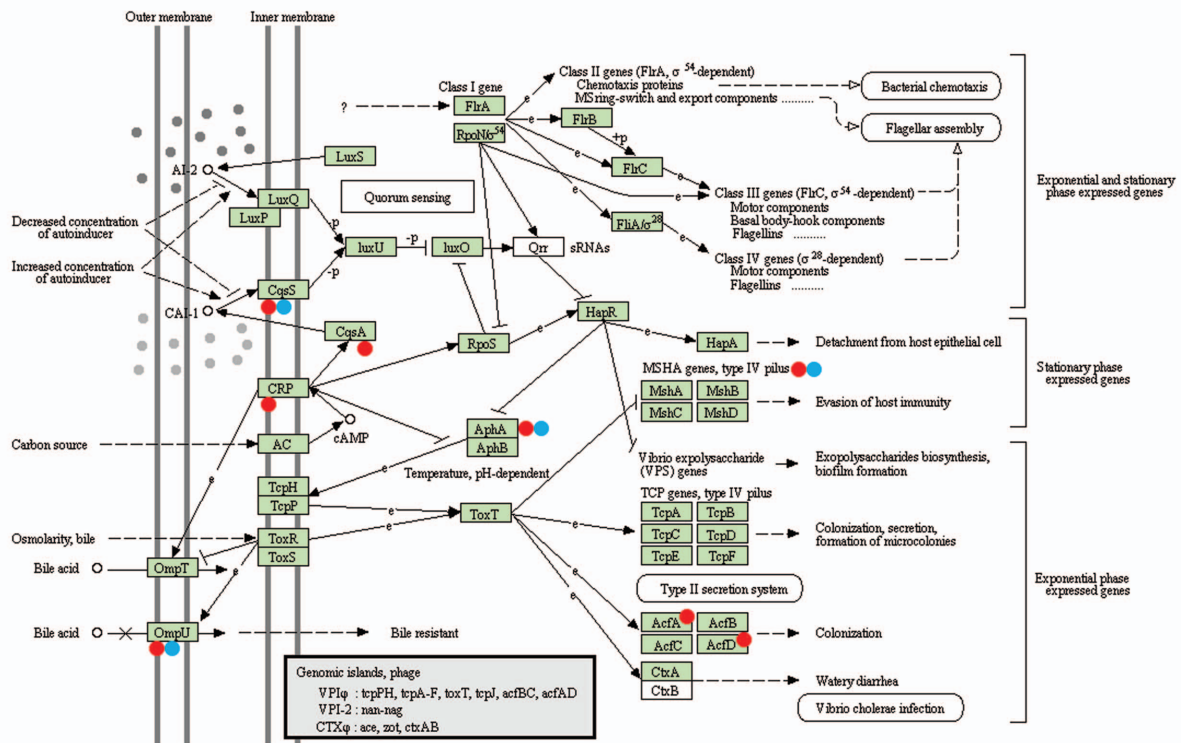 Outer membrane
Inner membrane
Class I gene
FlrA
RpoN/σ 54
?
e
Class II genes (FlrA, σ 54-dependent)
Chemotaxis proteins
MSring-switch and export components ..........
Bacterial chemotaxis
Flagellar assembly
e
FlrB
+p
e
FlrC
e
Class III genes (FlrC, σ 54 -dependent)
Motor components
Basal body-hook components
Flagellins ..........
e
FliA/σ 28
e
Class IV genes (σ 28-dependent)
Motor components
Flagellins ..........
Exponential and stationary
phase expressed genes
AI-2
LuxS
LuxQ
LuxP
Quorum sensing
Decreased concentration
of autoinducer
Increased concentration
of autoinducer
-p
luxU
-p
luxO
Qrr
sRNAs
-p
CqsS
CAI-1
CqsA
RpoS
e
HapR
e
HapA
Detachment from host epithelial cell
MSHA genes, type IV pilus
MshA
MshB
MshC
MshD
Evasion of host immunity
Stationary phase
expressed genes
CRP
cAMP
Carbon source
AC
AphA
AphB
Temperature, pH-dependent
e
Vibrio expolysaccharide
(VPS) genes
Exopolysaccharides biosynthesis,
biofilm formation
e
TcpH
TcpP
e
ToxT
TCP genes, type IV pilus
TcpA
TcpB
e
TcpC
TcpD
TcpE
TcpF
Colonization, secretion,
formation of microcolonies
Osmolarity, bile
ToxR
ToxS
e
e
Bile acid
OmpT
Type II secretion system
Exponential phase
expressed genes
e
AcfA
AcfB
AcfC
AcfD
Colonization
Bile acid
OmpU
Bile resistant
e
CtxA
CtxB
Watery diarrhea
Vibrio cholerae infection
Genomic islands, phage
VPIφ : tcpPH, tcpA-F, toxT, tcpJ, acfBC, acfAD
VPI-2 : nan-nag
CTXφ : ace, zot, ctxAB